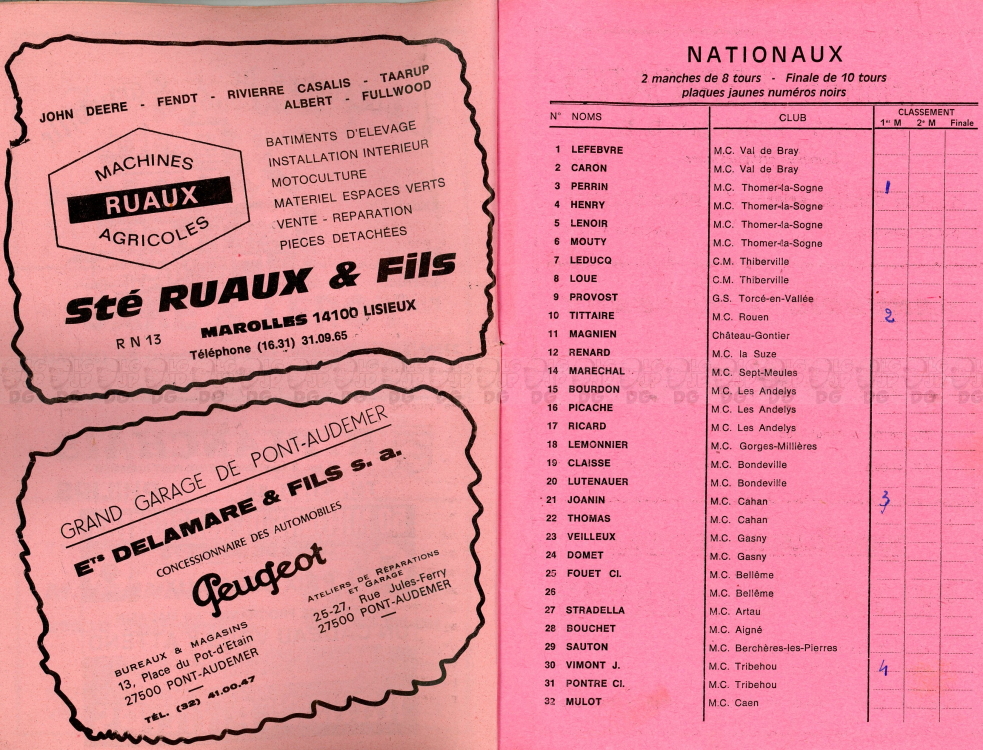 JOHN DEERE - FENDT - RIVIERRE CASALIS - TAARUP
ALBERT - FULLWOOD
MACHINES
RUAUX
AGRICOLES
BATIMENTS D'ELEVAGE
INSTALLATION INTERIEUR
MOTOCULTURE
MATERIEL ESPACES VERTS
VENTE - REPARATION
PIECES DETACHÉES
Sté RUAUX & Fils
R N 13
MAROLLES 14100 LISIEUX
Téléphone (16.31) 31.09.65
GRAND GARAGE DE PONT-AUDEMER
ETS DELAMARE & FILS s. a.
CONCESSIONNAIRE DES AUTOMOBILES
Peugeot
BUREAUX & MAGASINS
13, Place du Pot-d'Etain
27500 PONT-AUDEMER
TÉL. (32) 41.00.47
ATELIERS DE RÉPARATIONS
ET GARAGE
25-27, Rue Jules-Ferry
27500 PONT-AUDEMER
NATIONAUX
2 manches de 8 tours - Finale de 10 tours
plaques jaunes numéros noirs
N° NOMS CLUB CLASSEMENT
1re M 2e M Finale
1 LEFEBVRE M.C. Val de Bray
2 CARON M.C. Val de Bray
3 PERRIN M.C. Thomer-la-Sogne 1
4 HENRY M.C. Thomer-la-Sogne
5 LENOIR M.C. Thomer-la-Sogne
6 MOUTY M.C. Thomer-la-Sogne
7 LEDUCQ C.M. Thiberville
8 LOUE C.M. Thiberville
9 PROVOST G.S. Torcé-en-Vallée
10 TITTAIRE M.C. Rouen 2
11 MAGNIEN Château-Gontier
12 RENARD M.C. la Suze
14 MARECHAL M.C. Sept-Meules
15 BOURDON M.C. Les Andelys
16 PICACHE M.C. Les Andelys
17 RICARD M.C. Les Andelys
18 LEMONNIER M.C. Gorges-Millières
19 CLAISSE M.C. Bondeville
20 LUTENAUER M.C. Bondeville
21 JOANIN M.C. Cahan 3
22 THOMAS M.C. Cahan
23 VEILLEUX M.C. Gasny
24 DOMET M.C. Gasny
25 FOUET Cl. M.C. Bellême
26 M.C. Bellême
27 STRADELLA M.C. Artau
28 BOUCHET M.C. Aigné
29 SAUTON M.C. Berchères-les-Pierres
30 VIMONT J. M.C. Tribehou 4
31 PONTRE Cl. M.C. Tribehou
32 MULOT M.C. Caen